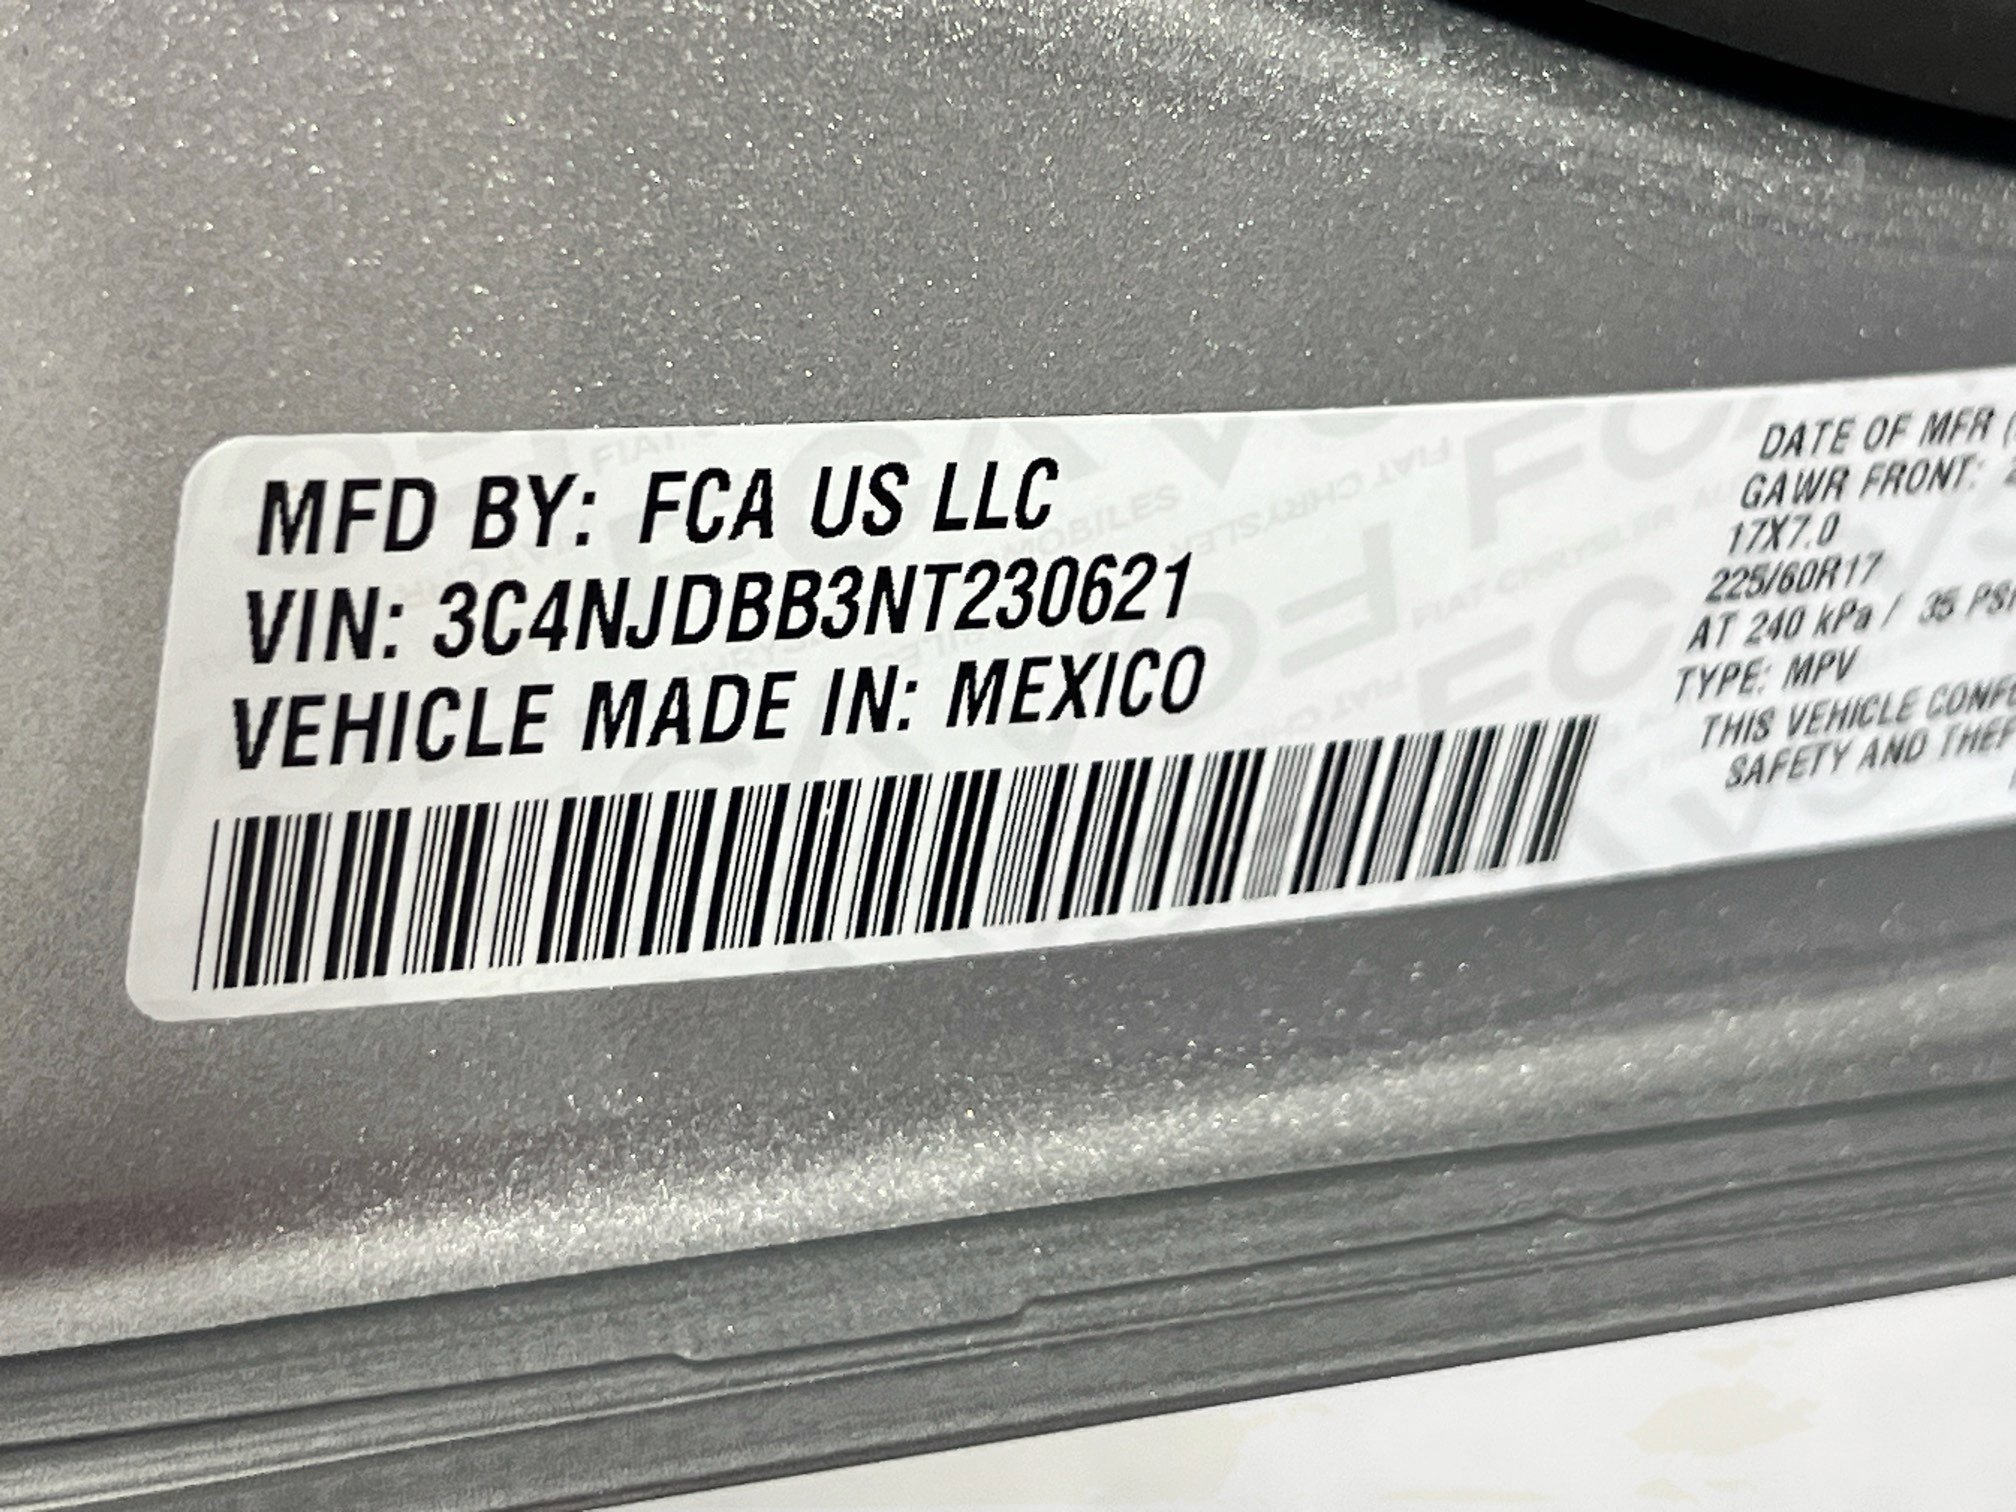 MFD BY: FCA US LLC
VIN: 3C4NJDBB3NT230621
VEHICLE MADE IN: MEXICO
DATE OF MFR
GAWR FRONT:
17X7.0
225/60R17
AT 240 kPa / 35 PSI
TYPE: MPV
THIS VEHICLE
SAFETY AND